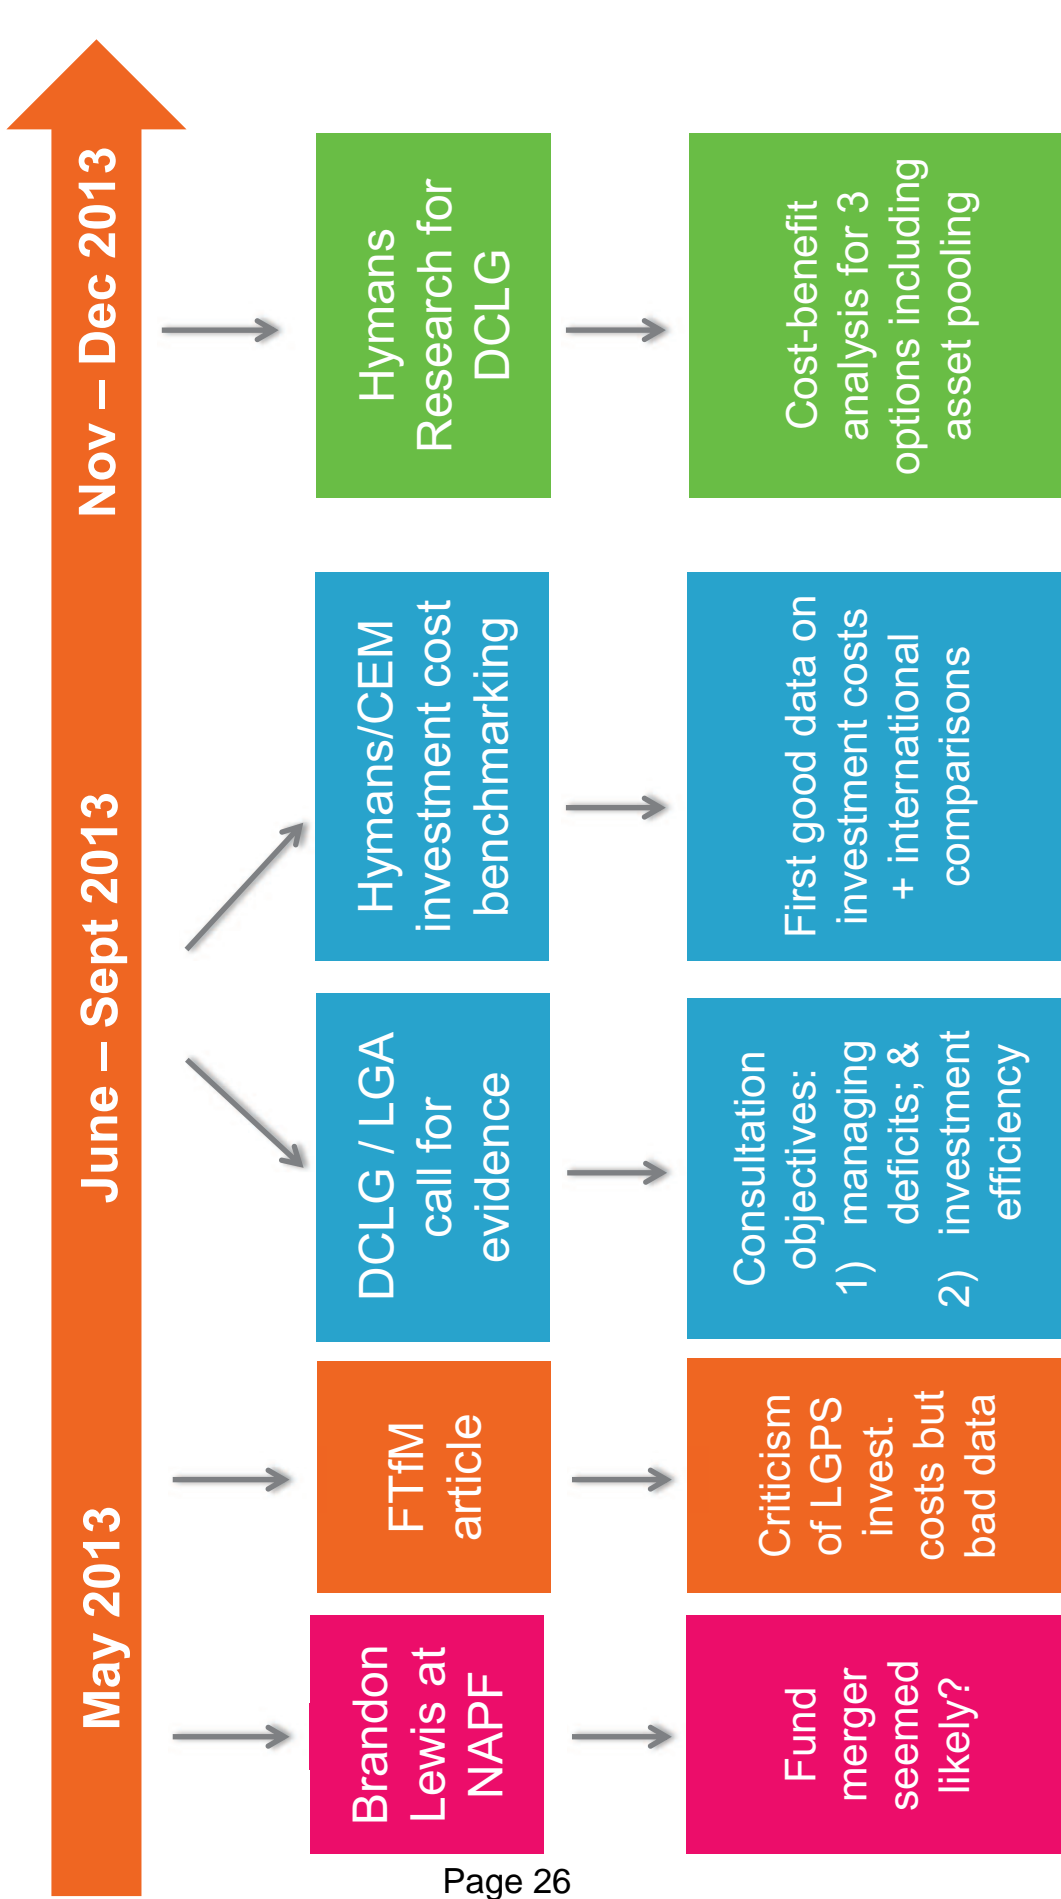 May 2013
June – Sept 2013
Nov – Dec 2013
Brandon
Lewis at
NAPF
FTfM
article
DCLG / LGA
call for
evidence
Hymans/CEM
investment cost
benchmarking
Hymans
Research for
DCLG
Fund
merger
seemed
likely?
Criticism
of LGPS
invest.
costs but
bad data
Consultation
objectives:
1) managing
deficits; &
2) investment
efficiency
First good data on
investment costs
+ international
comparisons
Cost-benefit
analysis for 3
options including
asset pooling
Page 26